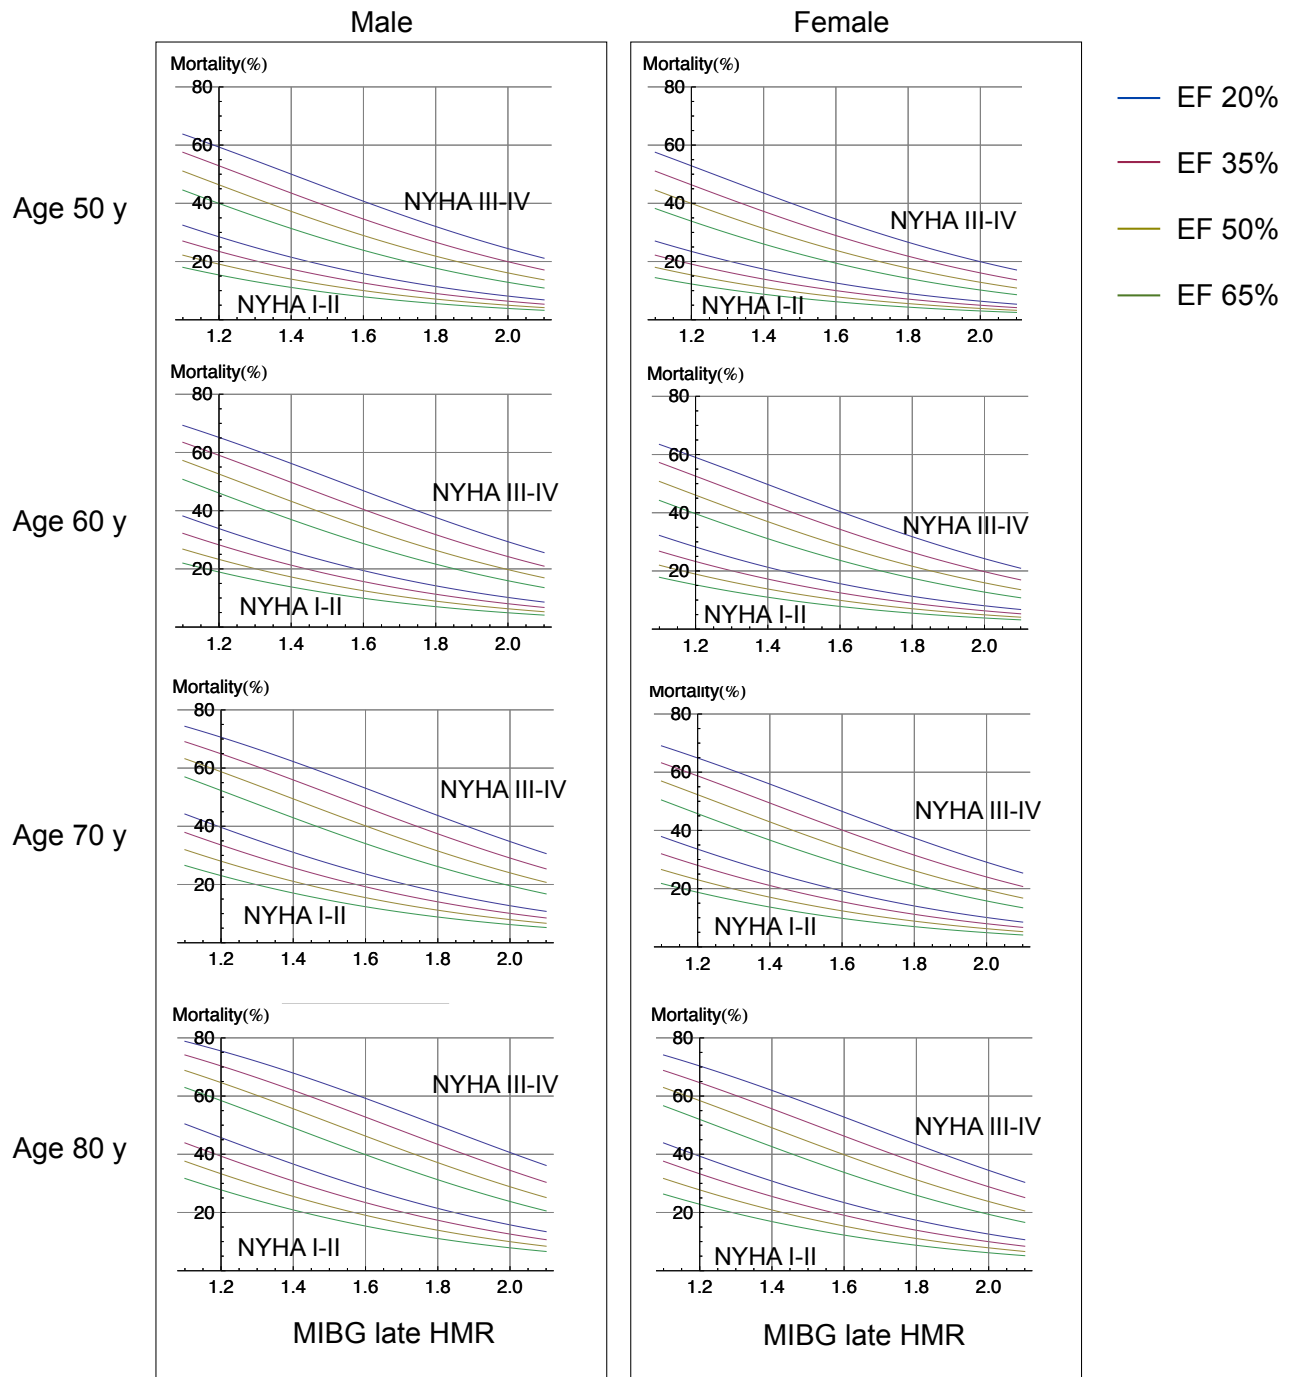 Male
Female
Mortality(%)
80
60
40
20
NYHA III-IV
NYHA I-II
1.2 1.4 1.6 1.8 2.0
Mortality(%)
80
60
40
20
NYHA III-IV
NYHA I-II
1.2 1.4 1.6 1.8 2.0
EF 20%
EF 35%
EF 50%
EF 65%
Age 50 y
Mortality(%)
80
60
40
20
NYHA III-IV
NYHA I-II
1.2 1.4 1.6 1.8 2.0
Mortality(%)
80
60
40
20
NYHA III-IV
NYHA I-II
1.2 1.4 1.6 1.8 2.0
Age 60 y
Mortality(%)
80
60
40
20
NYHA III-IV
NYHA I-II
1.2 1.4 1.6 1.8 2.0
Mortality(%)
80
60
40
20
NYHA III-IV
NYHA I-II
1.2 1.4 1.6 1.8 2.0
Age 70 y
Mortality(%)
80
60
40
20
NYHA III-IV
NYHA I-II
1.2 1.4 1.6 1.8 2.0
Mortality(%)
80
60
40
20
NYHA III-IV
NYHA I-II
1.2 1.4 1.6 1.8 2.0
Age 80 y
MIBG late HMR
MIBG late HMR